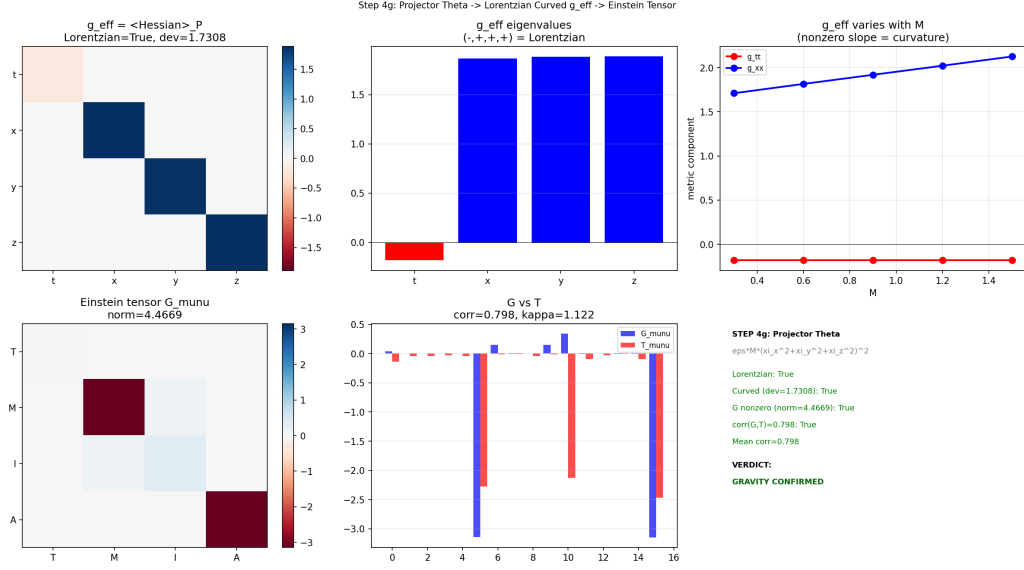 Step 4g: Projector Theta -> Lorentzian Curved g_eff -> Einstein Tensor
g_eff = <Hessian>_P
Lorentzian=True, dev=1.7308
t
x
y
z
t
x
y
z
1.5
1.0
0.5
0.0
−0.5
−1.0
−1.5
g_eff eigenvalues
(-,+,+,+) = Lorentzian
1.5
1.0
0.5
0.0
t
x
y
z
g_eff varies with M
(nonzero slope = curvature)
g_tt
g_xx
metric component
2.0
1.5
1.0
0.5
0.0
0.4
0.6
0.8
1.0
1.2
1.4
M
Einstein tensor G_munu
norm=4.4669
T
M
I
A
T
M
I
A
3
2
1
0
−1
−2
−3
G vs T
corr=0.798, kappa=1.122
G_munu
T_munu
0.5
0.0
−0.5
−1.0
−1.5
−2.0
−2.5
−3.0
0
2
4
6
8
10
12
14
16
STEP 4g: Projector Theta
eps*M*(xi_x^2+xi_y^2+xi_z^2)^2
Lorentzian: True
Curved (dev=1.7308): True
G nonzero (norm=4.4669): True
corr(G,T)=0.798: True
Mean corr=0.798
VERDICT:
GRAVITY CONFIRMED